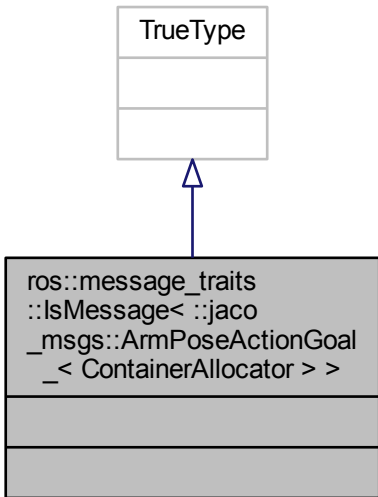 TrueType
ros::message_traits
::IsMessage< ::jaco
_msgs::ArmPoseActionGoal
_< ContainerAllocator > >